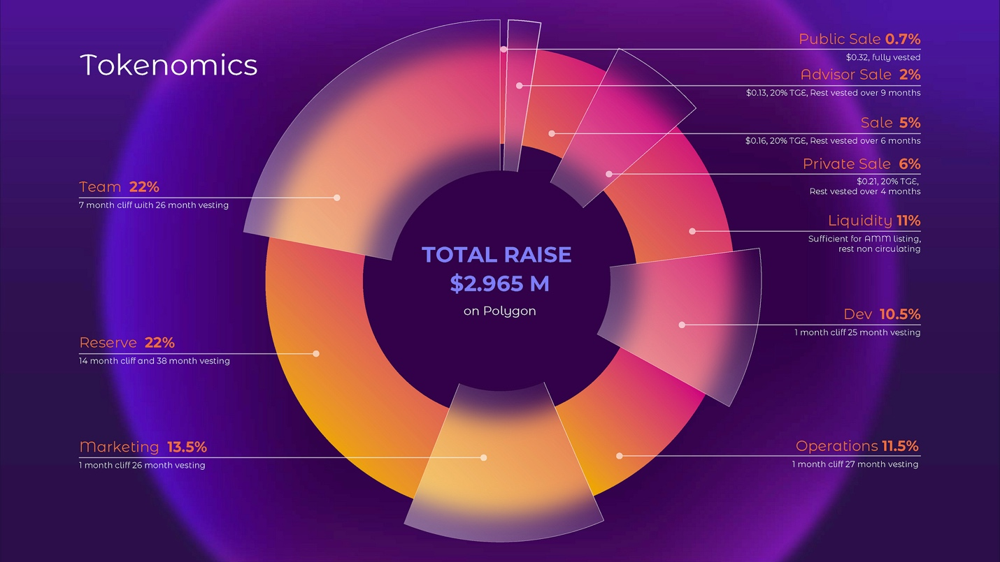 Tokenomics
Public Sale 0.7%
$0.32, fully vested
Advisor Sale 2%
$0.13, 20% TGE, Rest vested over 9 months
Sale 5%
$0.16, 20% TGE, Rest vested over 6 months
Private Sale 6%
$0.21, 20% TGE,
Rest vested over 4 months
Liquidity 11%
Sufficient for AMM listing,
rest non circulating
Dev 10.5%
1 month cliff 25 month vesting
Operations 11.5%
1 month cliff 27 month vesting
Team 22%
7 month cliff with 26 month vesting
Reserve 22%
14 month cliff and 38 month vesting
Marketing 13.5%
1 month cliff 26 month vesting
TOTAL RAISE
$2.965 M
on Polygon